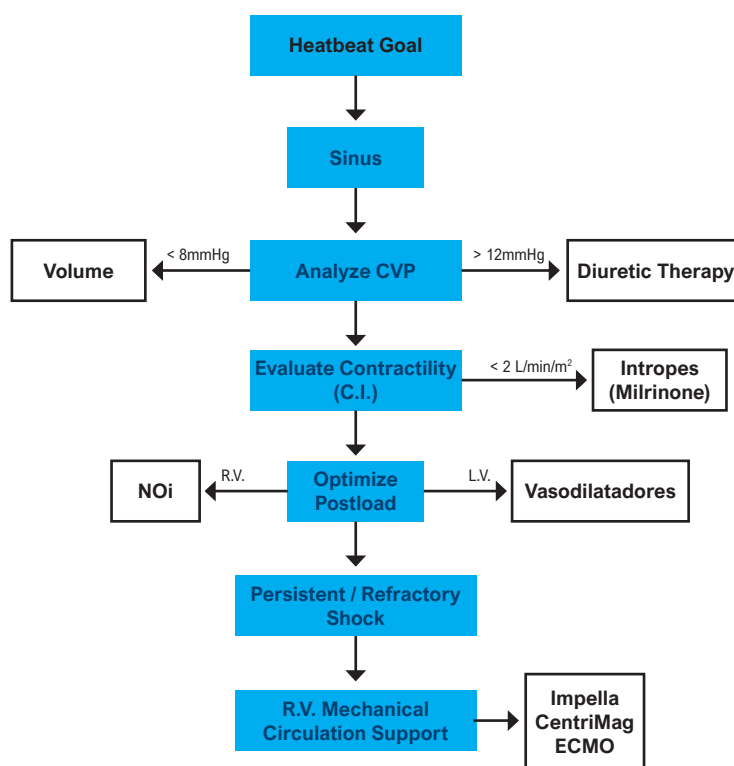 Heatbeat Goal
Sinus
< 8mmHg
> 12mmHg
Volume
Analyze CVP
Diuretic Therapy
Evaluate Contractility
(C.I.)
< 2 L/min/m²
Intropes
(Milrinone)
R.V.
L.V.
NOi
Optimize
Postload
Vasodilatadores
Persistent / Refractory
Shock
R.V. Mechanical
Circulation Support
Impella
CentriMag
ECMO